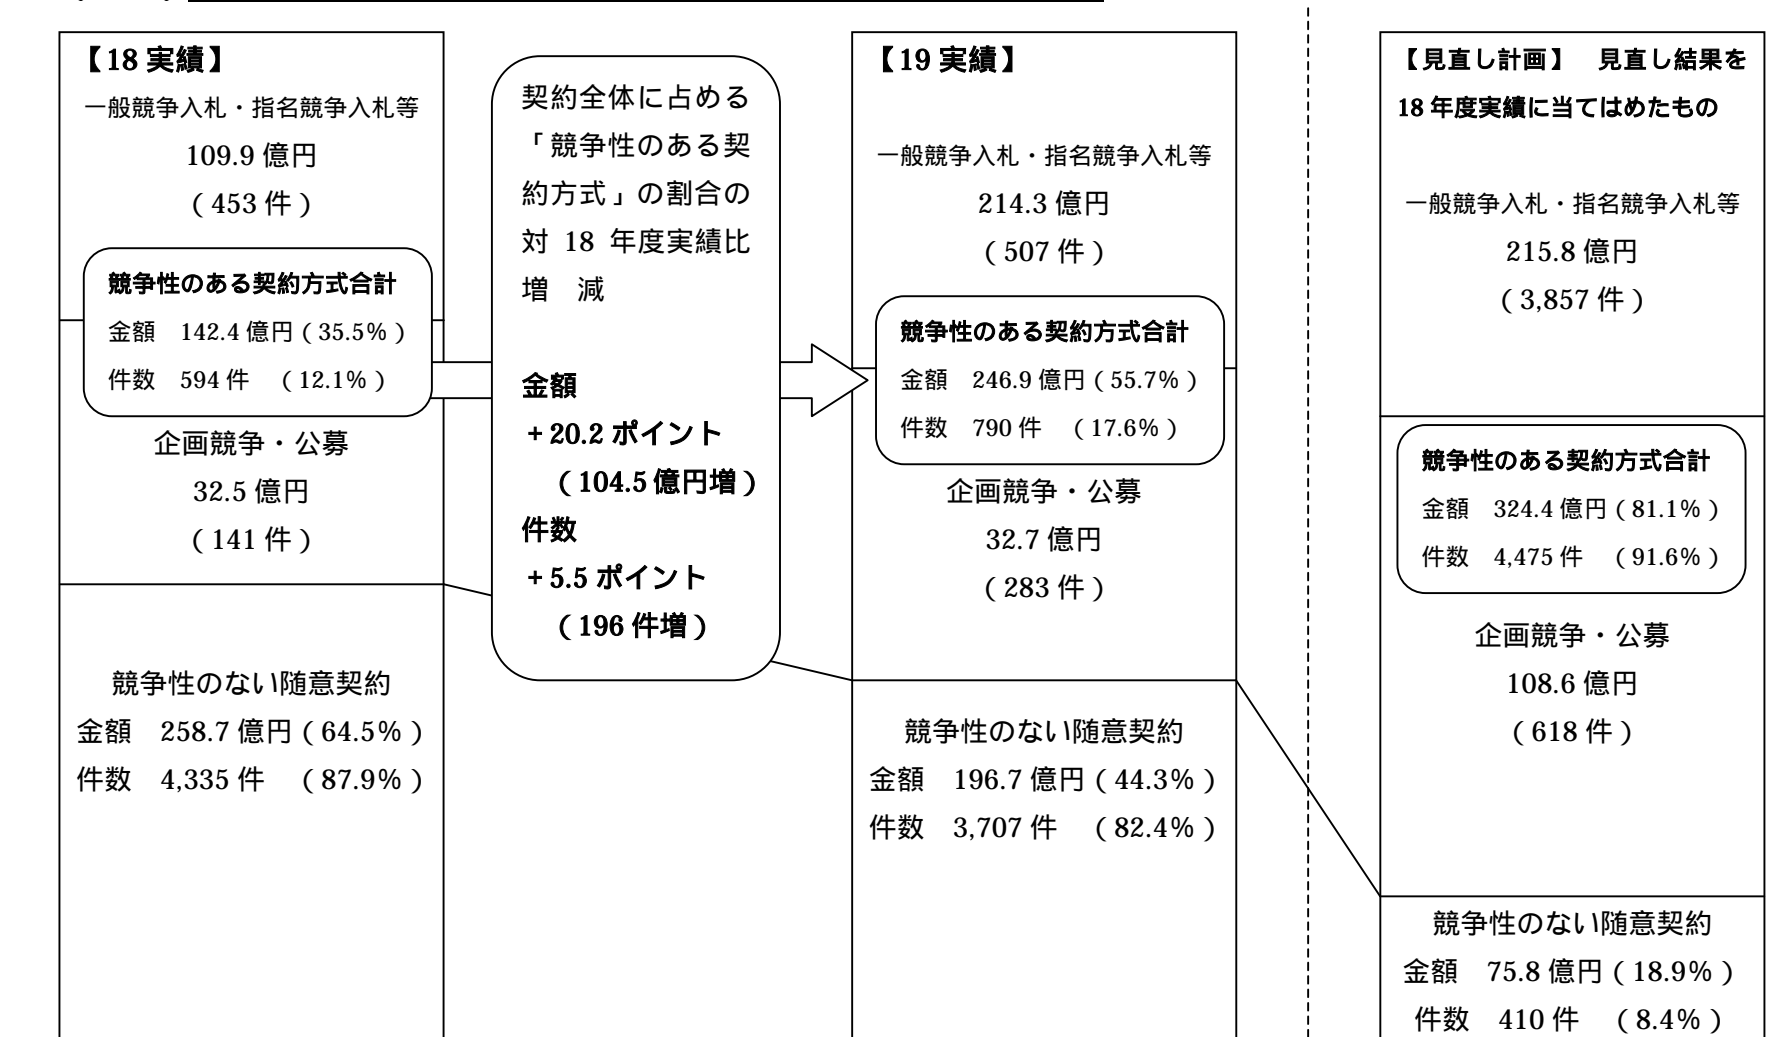 【18 実績】
一般競争入札・指名競争入札等
109.9 億円
（453 件）
競争性のある契約方式合計
金額　142.4 億円（35.5％）
件数　594 件　（12.1％）
企画競争・公募
32.5 億円
（141 件）
競争性のない随意契約
金額　258.7 億円（64.5％）
件数　4,335 件　（87.9％）
契約全体に占める
「競争性のある契
約方式」の割合の
対 18 年度実績比
増　減
金額
+20.2 ポイント
（104.5 億円増）
件数
+5.5 ポイント
（196 件増）
【19 実績】
一般競争入札・指名競争入札等
214.3 億円
（507 件）
競争性のある契約方式合計
金額　246.9 億円（55.7％）
件数　790 件　（17.6％）
企画競争・公募
32.7 億円
（283 件）
競争性のない随意契約
金額　196.7 億円（44.3％）
件数　3,707 件　（82.4％）
【見直し計画】　見直し結果を
18 年度実績に当てはめたもの
一般競争入札・指名競争入札等
215.8 億円
（3,857 件）
競争性のある契約方式合計
金額　324.4 億円（81.1％）
件数　4,475 件　（91.6％）
企画競争・公募
108.6 億円
（618 件）
競争性のない随意契約
金額　75.8 億円（18.9％）
件数　410 件　（8.4％）